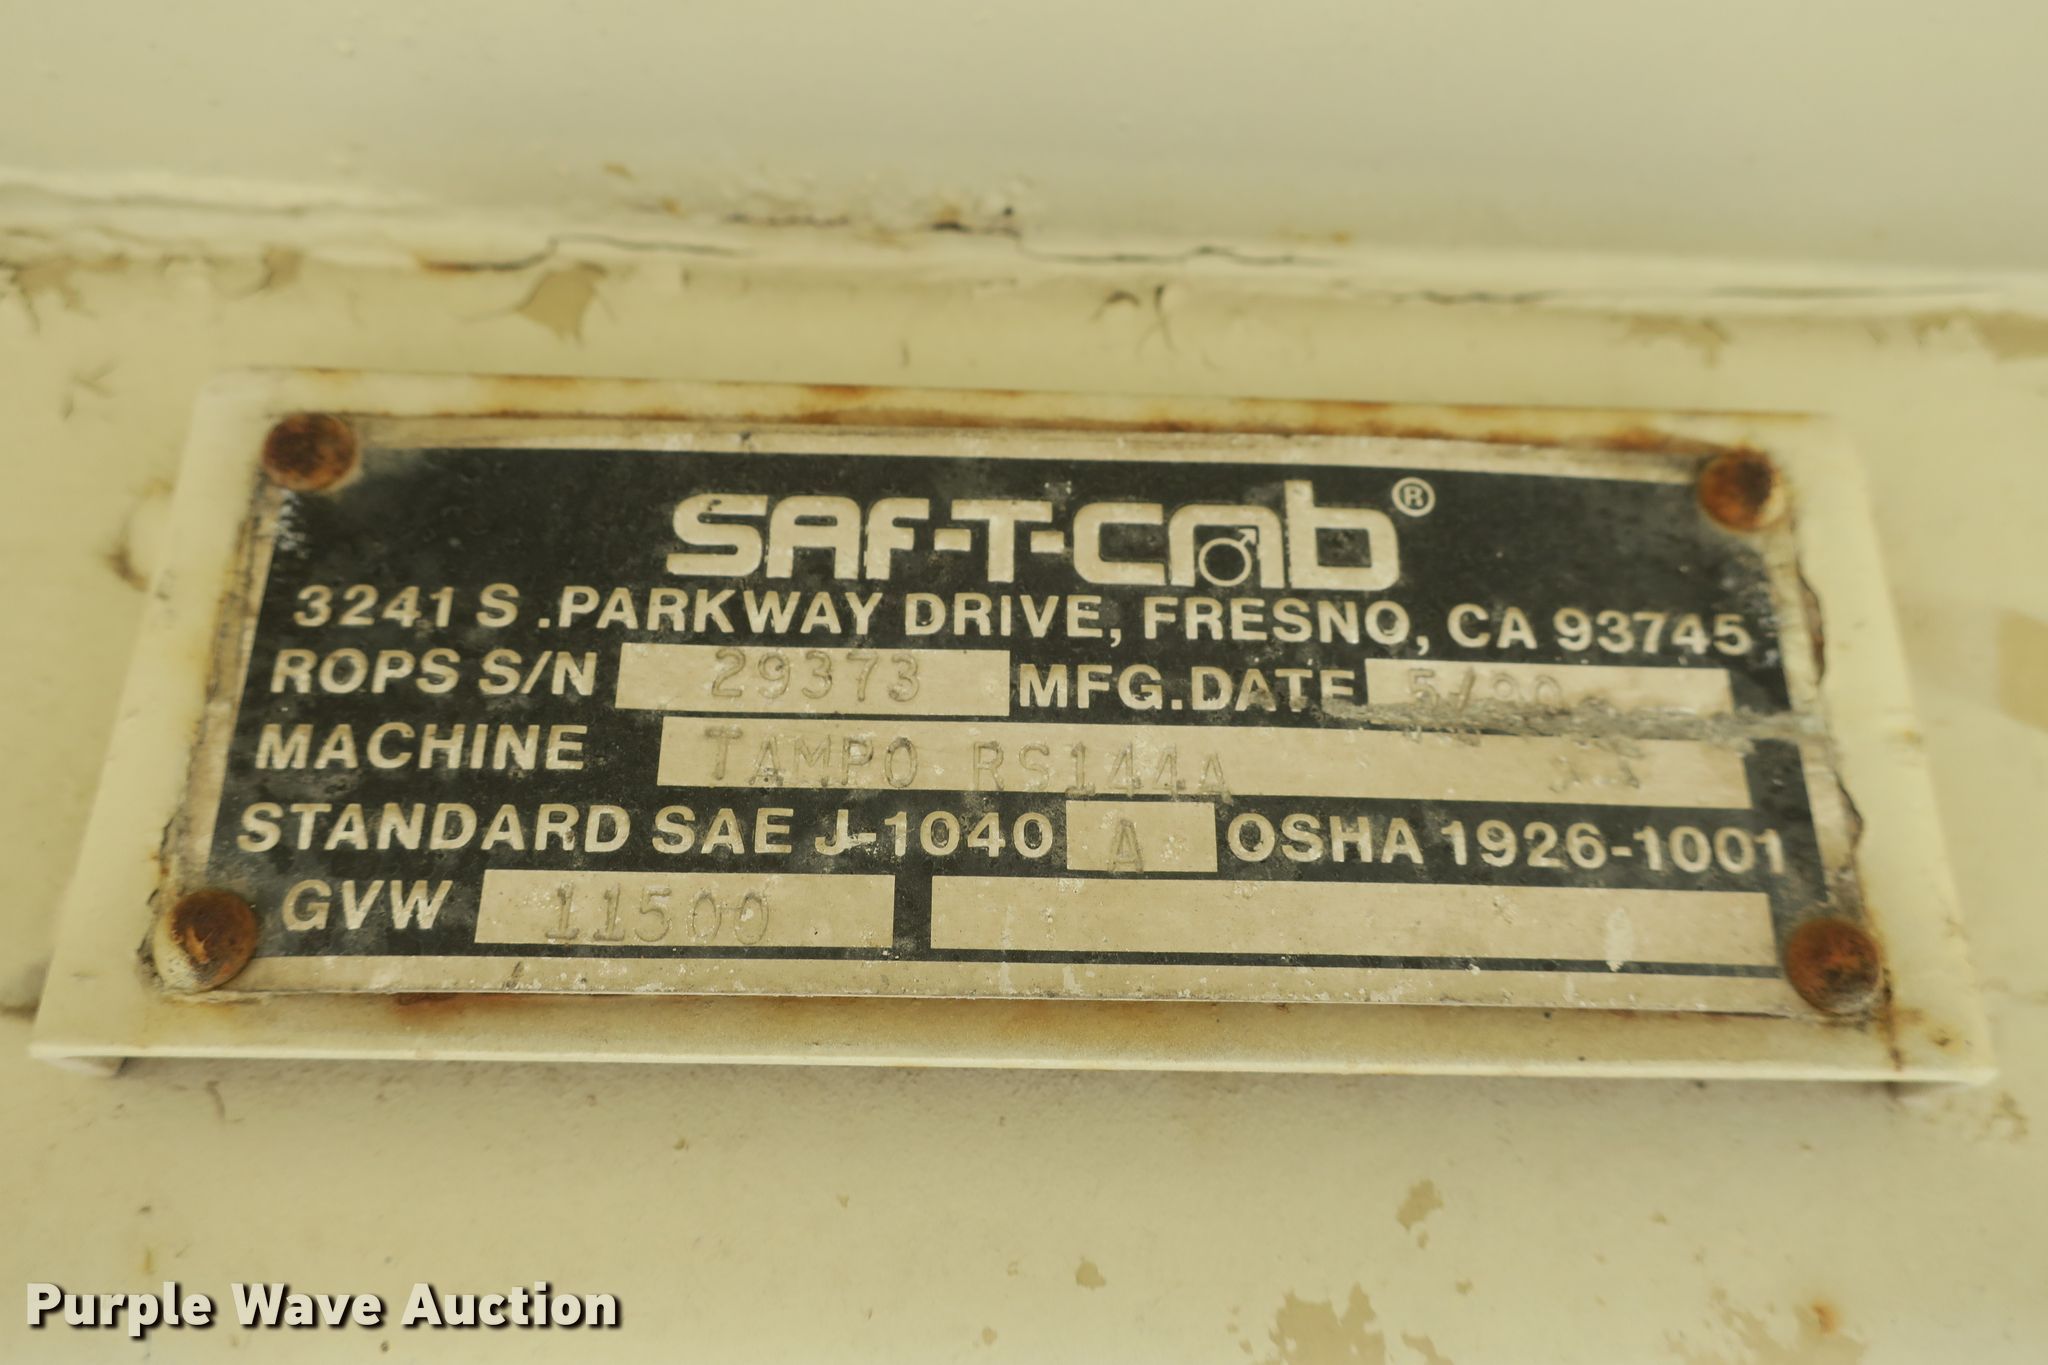 SAF-T-CAB®
3241 S. PARKWAY DRIVE, FRESNO, CA 93745
ROPS S/N 29373 MFG. DATE
MACHINE TAMPO RS144A
STANDARD SAE J-1040 A OSHA 1926-1001
GVW 11500
Purple Wave Auction